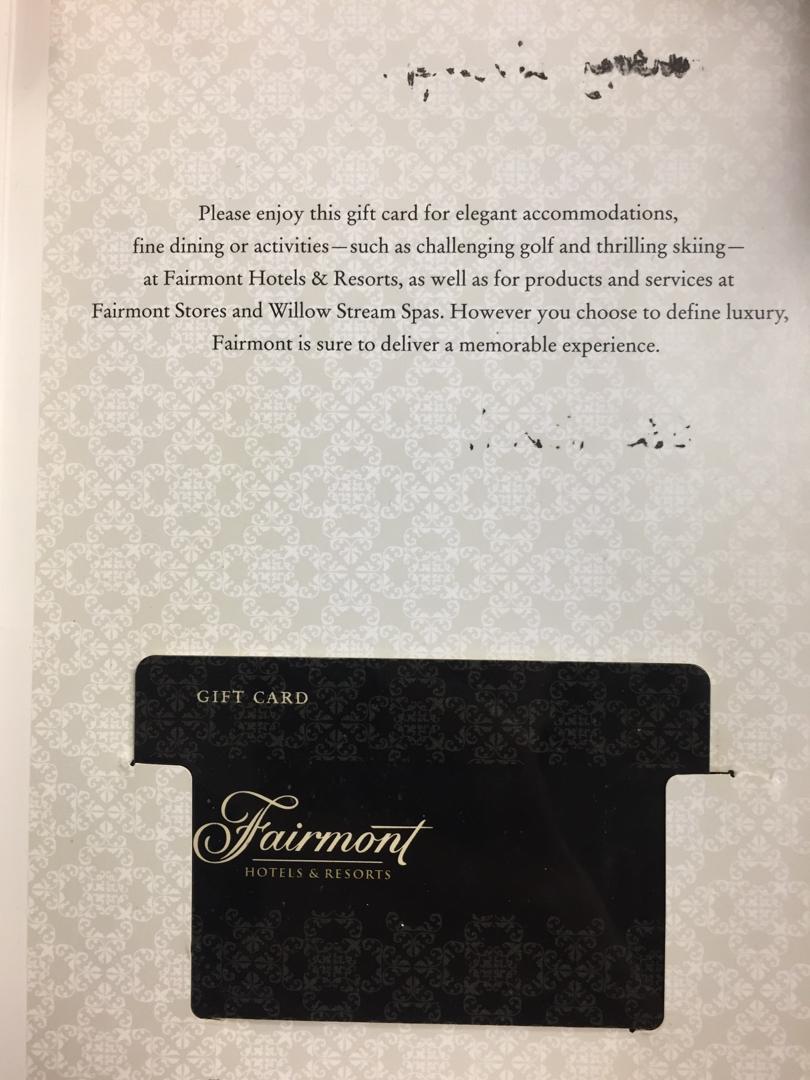 Please enjoy this gift card for elegant accommodations,
fine dining or activities—such as challenging golf and thrilling skiing—
at Fairmont Hotels & Resorts, as well as for products and services at
Fairmont Stores and Willow Stream Spas. However you choose to define luxury,
Fairmont is sure to deliver a memorable experience.
GIFT CARD
Fairmont
HOTELS & RESORTS